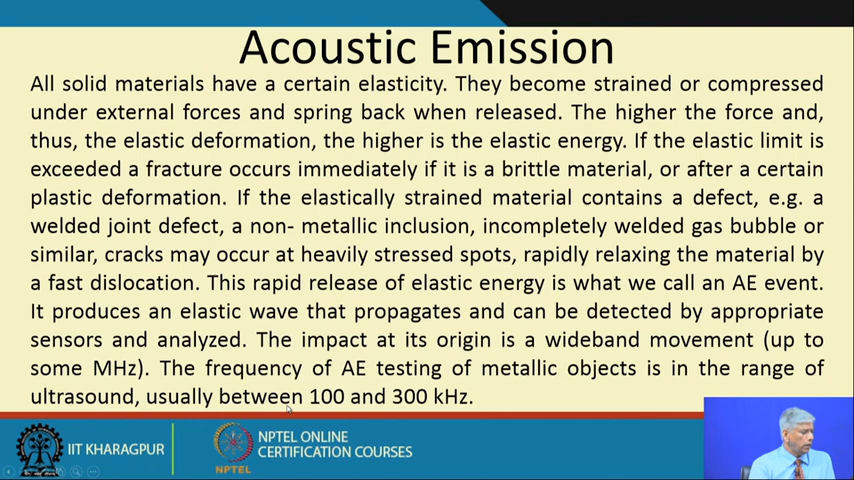 Acoustic Emission
All solid materials have a certain elasticity. They become strained or compressed
under external forces and spring back when released. The higher the force and,
thus, the elastic deformation, the higher is the elastic energy. If the elastic limit is
exceeded a fracture occurs immediately if it is a brittle material, or after a certain
plastic deformation. If the elastically strained material contains a defect, e.g. a
welded joint defect, a non- metallic inclusion, incompletely welded gas bubble or
similar, cracks may occur at heavily stressed spots, rapidly relaxing the material by
a fast dislocation. This rapid release of elastic energy is what we call an AE event.
It produces an elastic wave that propagates and can be detected by appropriate
sensors and analyzed. The impact at its origin is a wideband movement (up to
some MHz). The frequency of AE testing of metallic objects is in the range of
ultrasound, usually between 100 and 300 kHz.
IIT KHARAGPUR
NPTEL
NPTEL ONLINE
CERTIFICATION COURSES